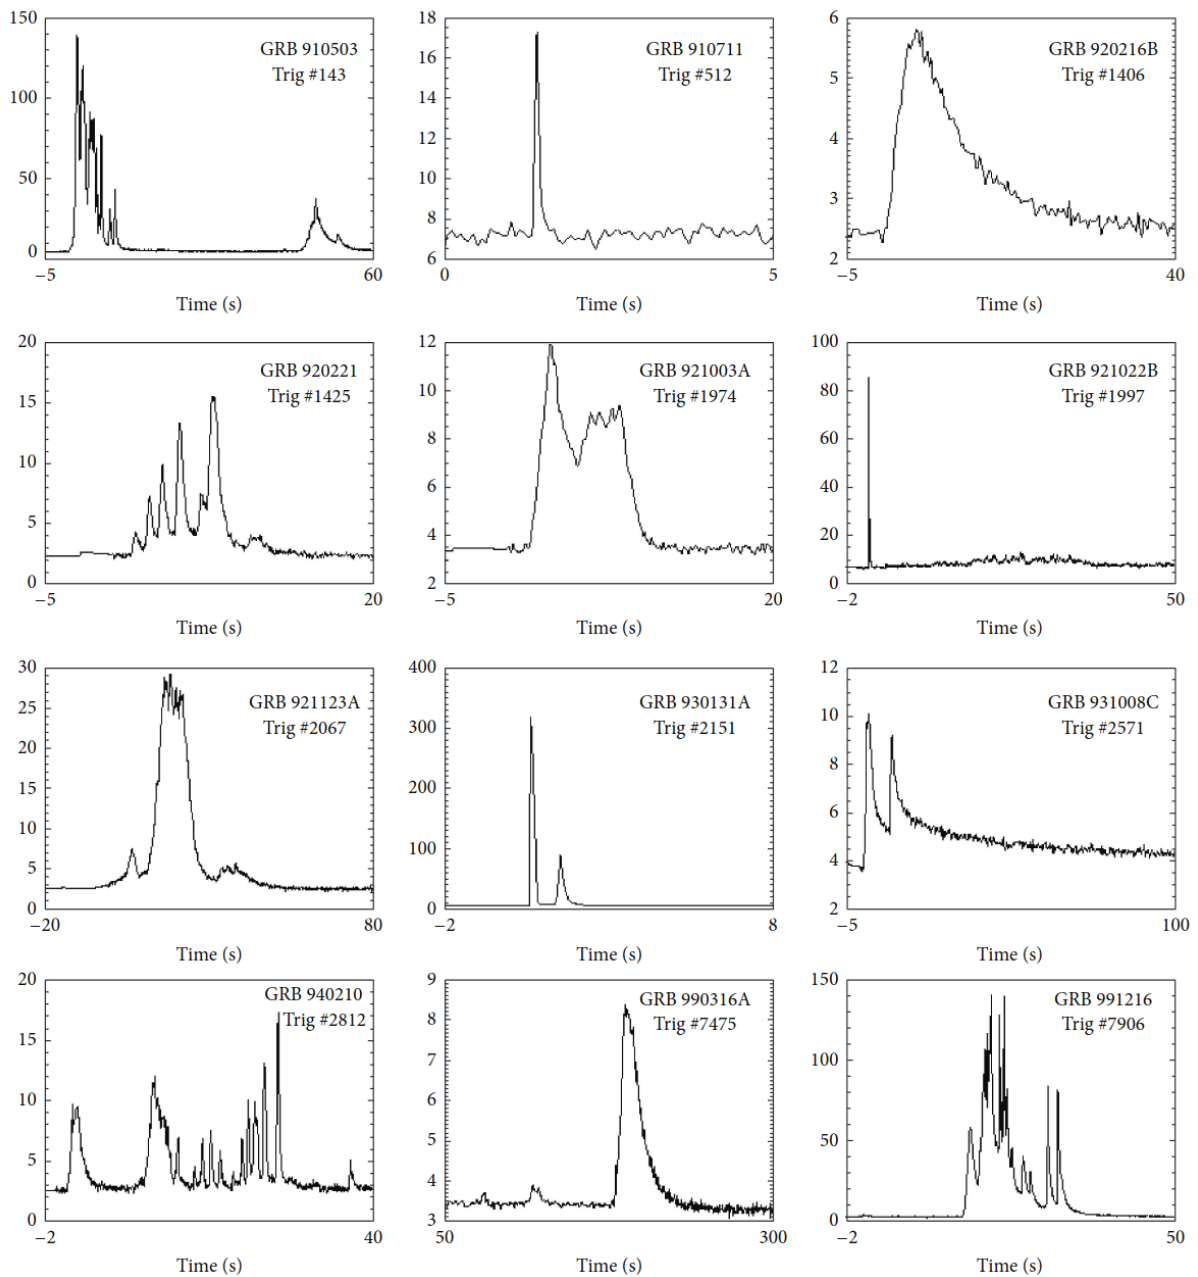 150
100
50
0
−5
60
GRB 910503
Trig #143
Time (s)
18
16
14
12
10
8
6
0
5
GRB 910711
Trig #512
Time (s)
6
5
4
3
2
−5
40
GRB 920216B
Trig #1406
Time (s)
20
15
10
5
0
−5
20
GRB 920221
Trig #1425
Time (s)
12
10
8
6
4
2
−5
20
GRB 921003A
Trig #1974
Time (s)
100
80
60
40
20
0
−2
50
GRB 921022B
Trig #1997
Time (s)
30
25
20
15
10
5
0
−20
80
GRB 921123A
Trig #2067
Time (s)
400
300
200
100
0
−2
8
GRB 930131A
Trig #2151
Time (s)
12
10
8
6
4
2
−5
100
GRB 931008C
Trig #2571
Time (s)
20
15
10
5
0
−2
40
GRB 940210
Trig #2812
Time (s)
9
8
7
6
5
4
3
50
300
GRB 990316A
Trig #7475
Time (s)
150
100
50
0
−2
50
GRB 991216
Trig #7906
Time (s)